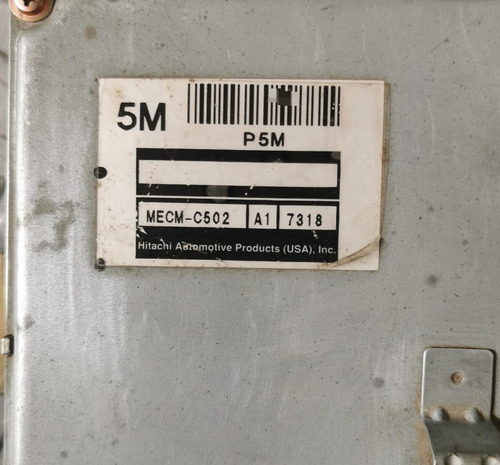 5M
P5M
MECM-C502 A1 7318
Hitachi Automotive Products (USA), Inc.